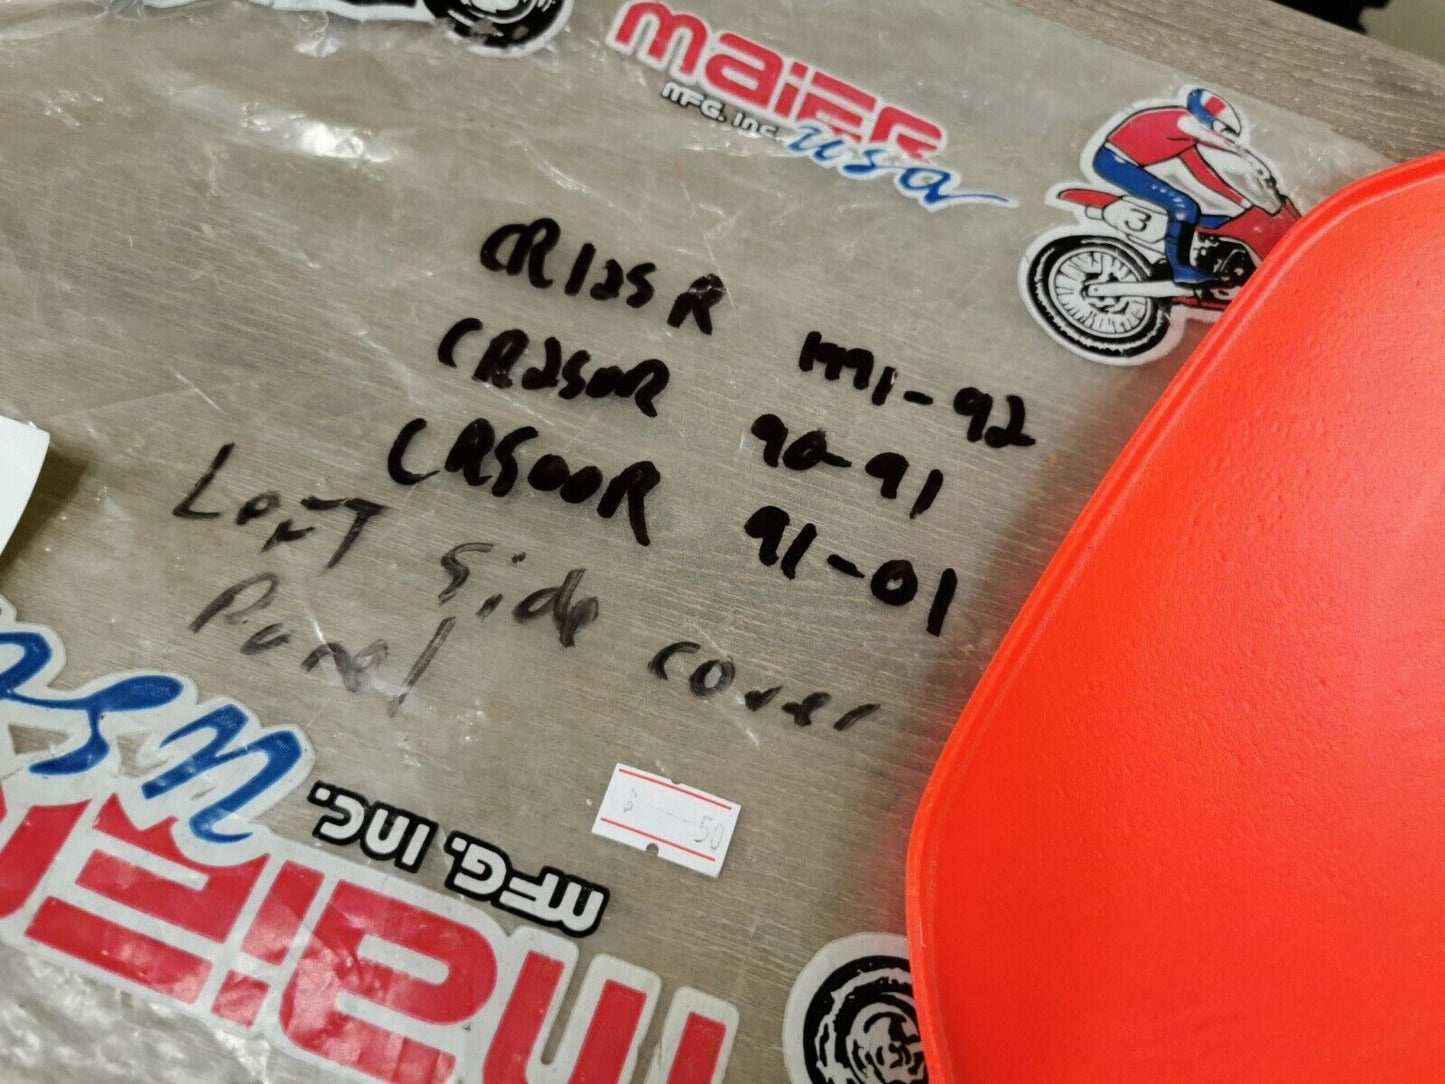 maier
MFG. INC.
usa
3
CR125R 1991-92
CR250R 90-91
CR500R 91-01
Left Side cover
Panel
$ 50
usa
MFG. INC.
maier